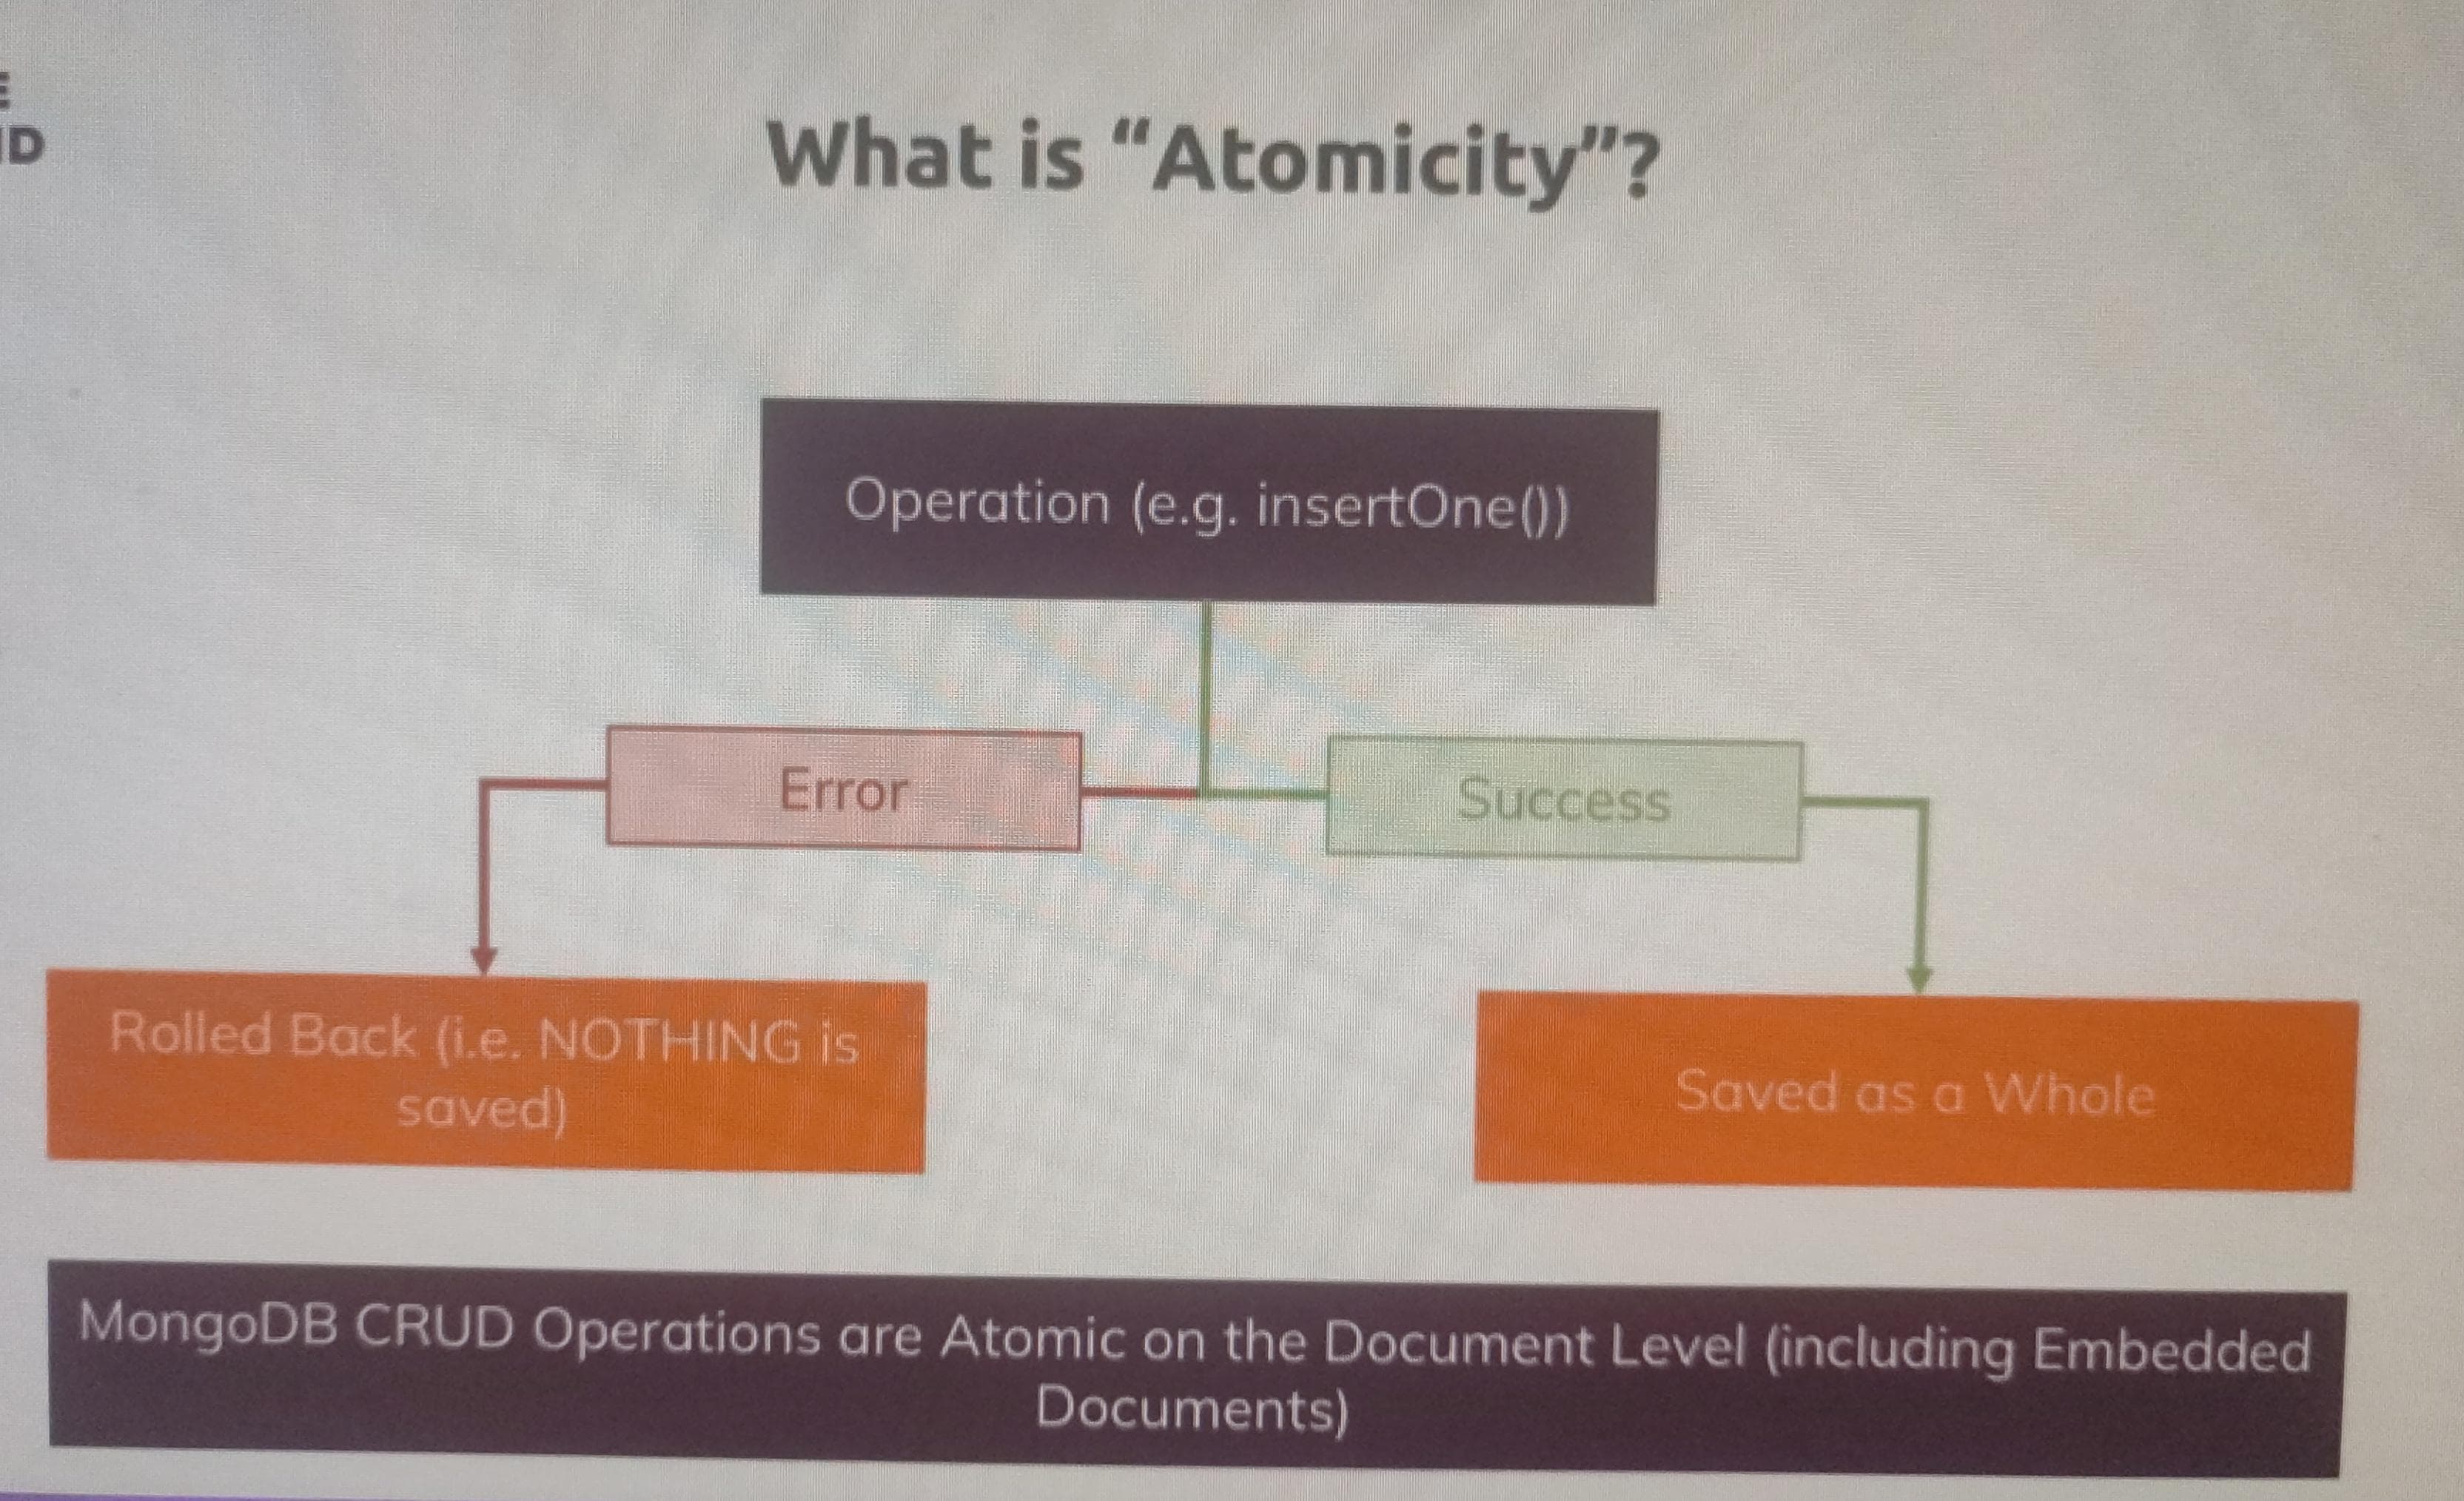 What is “Atomicity”?
Operation (e.g. insertOne())
Error
Success
Rolled Back (i.e. NOTHING is
saved)
Saved as a Whole
MongoDB CRUD Operations are Atomic on the Document Level (including Embedded
Documents)